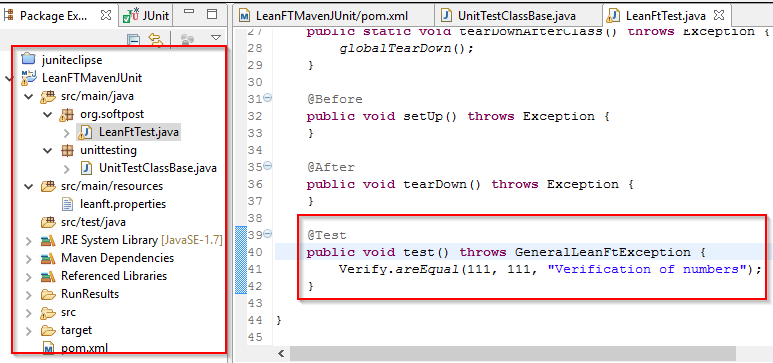 Package Ex...
JUnit
juniteclipse
LeanFTMavenJUnit
src/main/java
org.softpost
LeanFtTest.java
unittesting
UnitTestClassBase.java
src/main/resources
leanft.properties
src/test/java
JRE System Library [JavaSE-1.7]
Maven Dependencies
Referenced Libraries
RunResults
src
target
pom.xml
LeanFTMavenJUnit/pom.xml
UnitTestClassBase.java
LeanFtTest.java
27 public static void tearDownAfterClass() throws Exception {
28 globalTearDown();
29 }
30
31 @Before
32 public void setUp() throws Exception {
33 }
34
35 @After
36 public void tearDown() throws Exception {
37 }
38
39 @Test
40 public void test() throws GeneralLeanFtException {
41 Verify.areEqual(111, 111, "Verification of numbers");
42 }
43
44 }
45